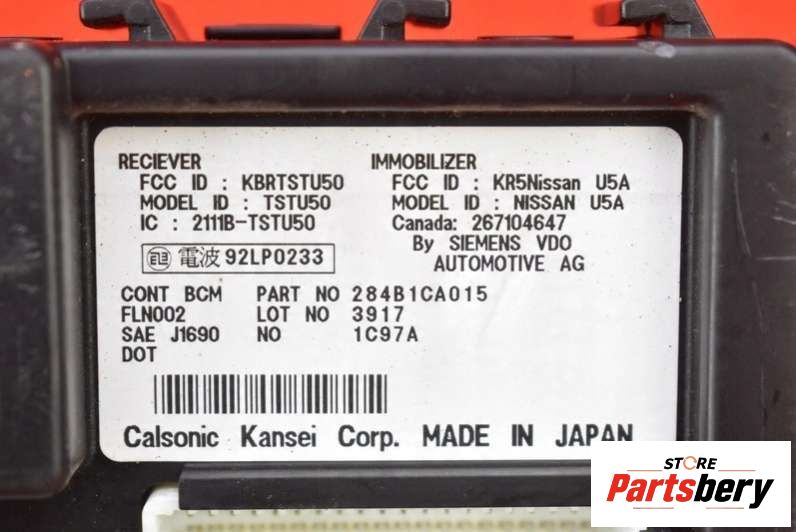 RECIEVER
FCC ID : KBRTSTU50
MODEL ID : TSTU50
IC : 2111B-TSTU50
電波 92LP0233
IMMOBILIZER
FCC ID : KR5Nissan U5A
MODEL ID : NISSAN U5A
Canada: 267104647
By SIEMENS VDO
AUTOMOTIVE AG
CONT BCM PART NO 284B1CA015
FLN002 LOT NO 3917
SAE J1690 NO 1C97A
DOT
Calsonic Kansei Corp. MADE IN JAPAN
STORE
Partsbery